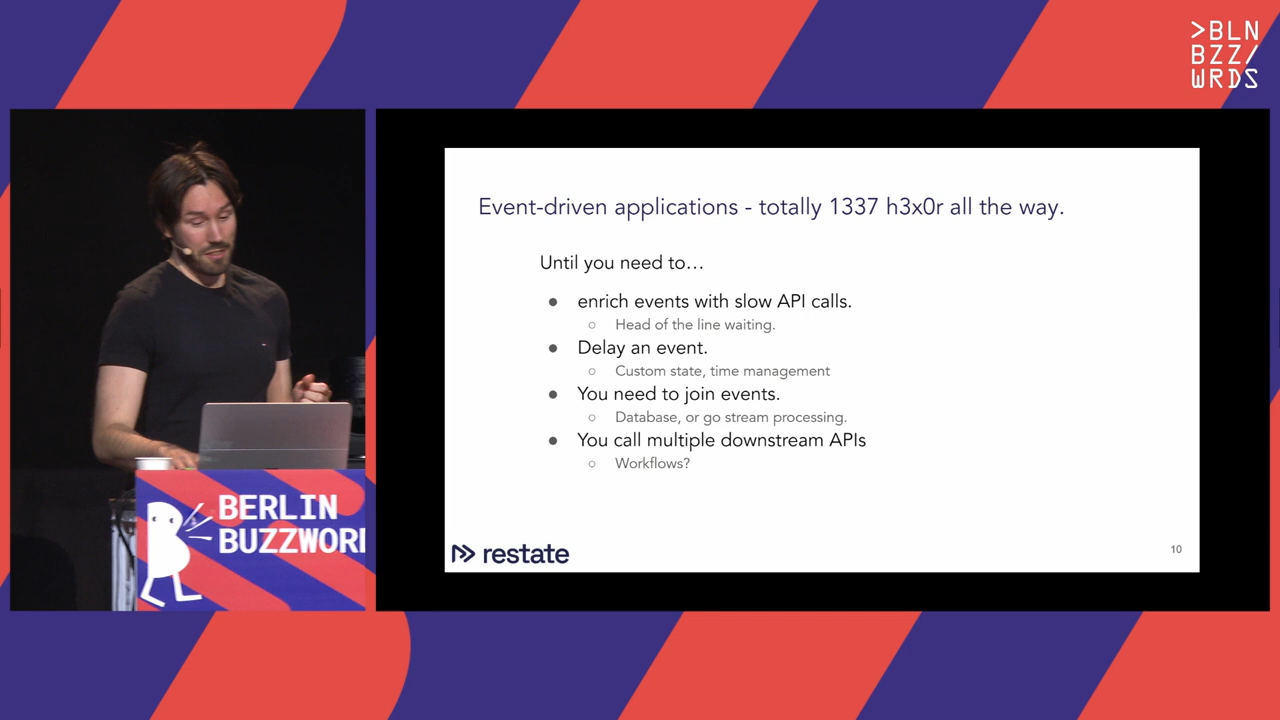 >BLN
BZZ/
WRDS
Event-driven applications - totally 1337 h3x0r all the way.
Until you need to…
● enrich events with slow API calls.
○ Head of the line waiting.
● Delay an event.
○ Custom state, time management
● You need to join events.
○ Database, or go stream processing.
● You call multiple downstream APIs
○ Workflows?
restate
10
BERLIN
BUZZWOR